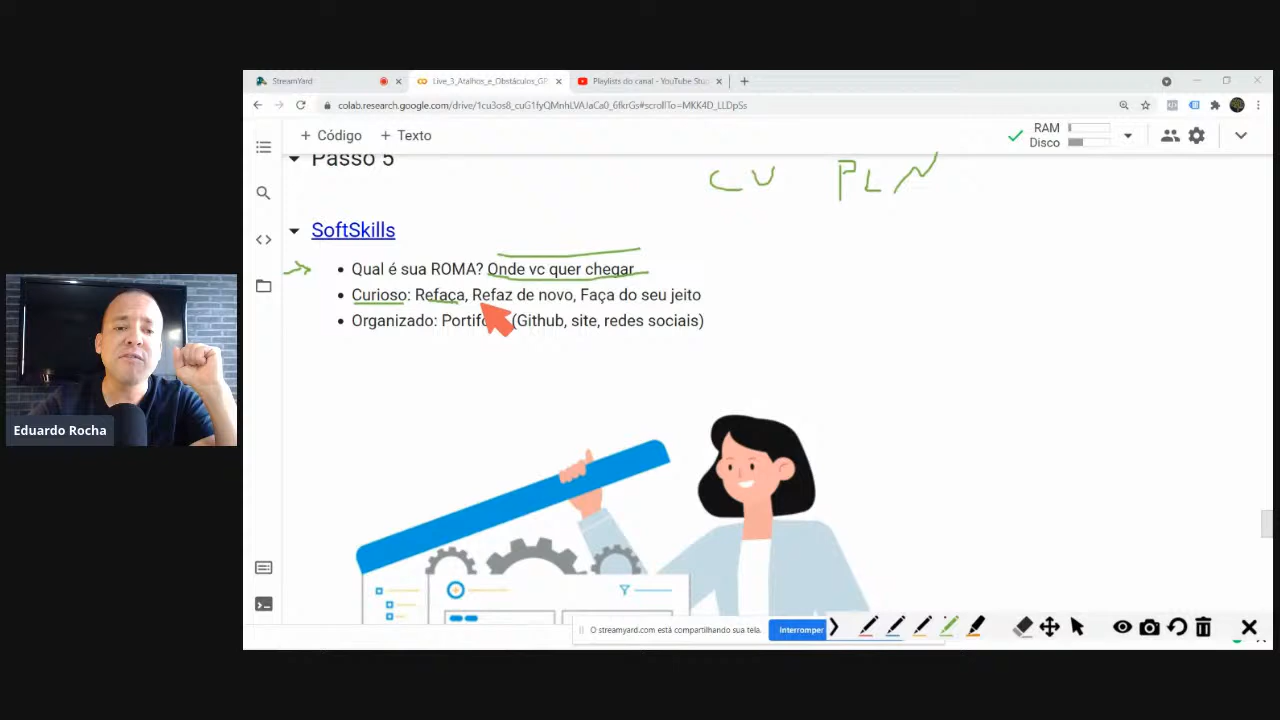 StreamYard
Live_3_Atalhos_e_Obstáculos_GF
Playlists do canal - YouTube Stu
colab.research.google.com/drive/1cu3os8_cuG1fyQMnhLVAJaCa0_6fkrGs#scrollTo=MKK4D_LLDpSs
+ Código + Texto
RAM
Disco
Passo 5
CV PLN
SoftSkills
Qual é sua ROMA? Onde vc quer chegar
Curioso: Refaça, Refaz de novo, Faça do seu jeito
Organizado: (Github, site, redes sociais)
Eduardo Rocha
O streamyard.com está compartilhando sua tela.
Interromper